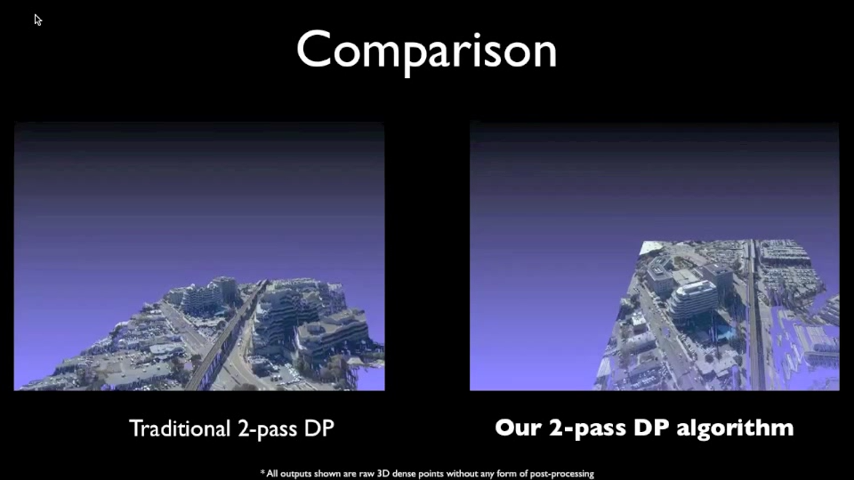 Comparison
Traditional 2-pass DP
Our 2-pass DP algorithm
* All outputs shown are raw 3D dense points without any form of post-processing